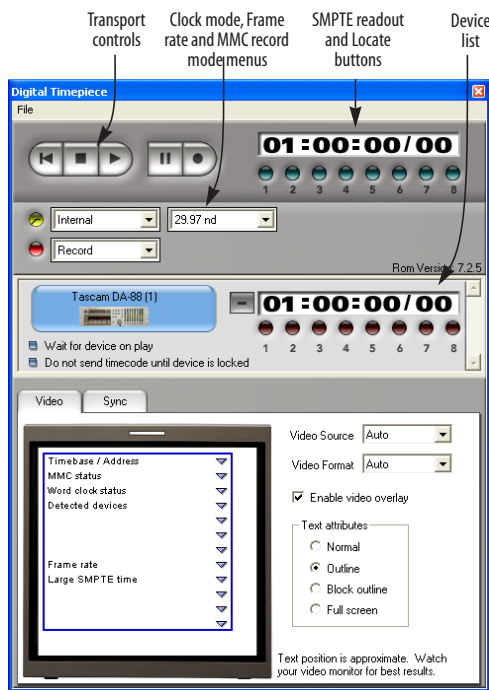 Transport
controls
Clock mode, Frame
rate and MMC record
mode menus
SMPTE readout
and Locate
buttons
Device
list
Digital Timepiece
File
01:00:00/00
1 2 3 4 5 6 7 8
Internal
29.97 nd
Record
Rom Version: 7.2.5
Tascam DA-88 (1)
01:00:00/00
1 2 3 4 5 6 7 8
Wait for device on play
Do not send timecode until device is locked
Video
Sync
Timebase / Address
MMC status
Word clock status
Detected devices
Frame rate
Large SMPTE time
Video Source
Auto
Video Format
Auto
Enable video overlay
Text attributes
Normal
Outline
Block outline
Full screen
Text position is approximate. Watch
your video monitor for best results.